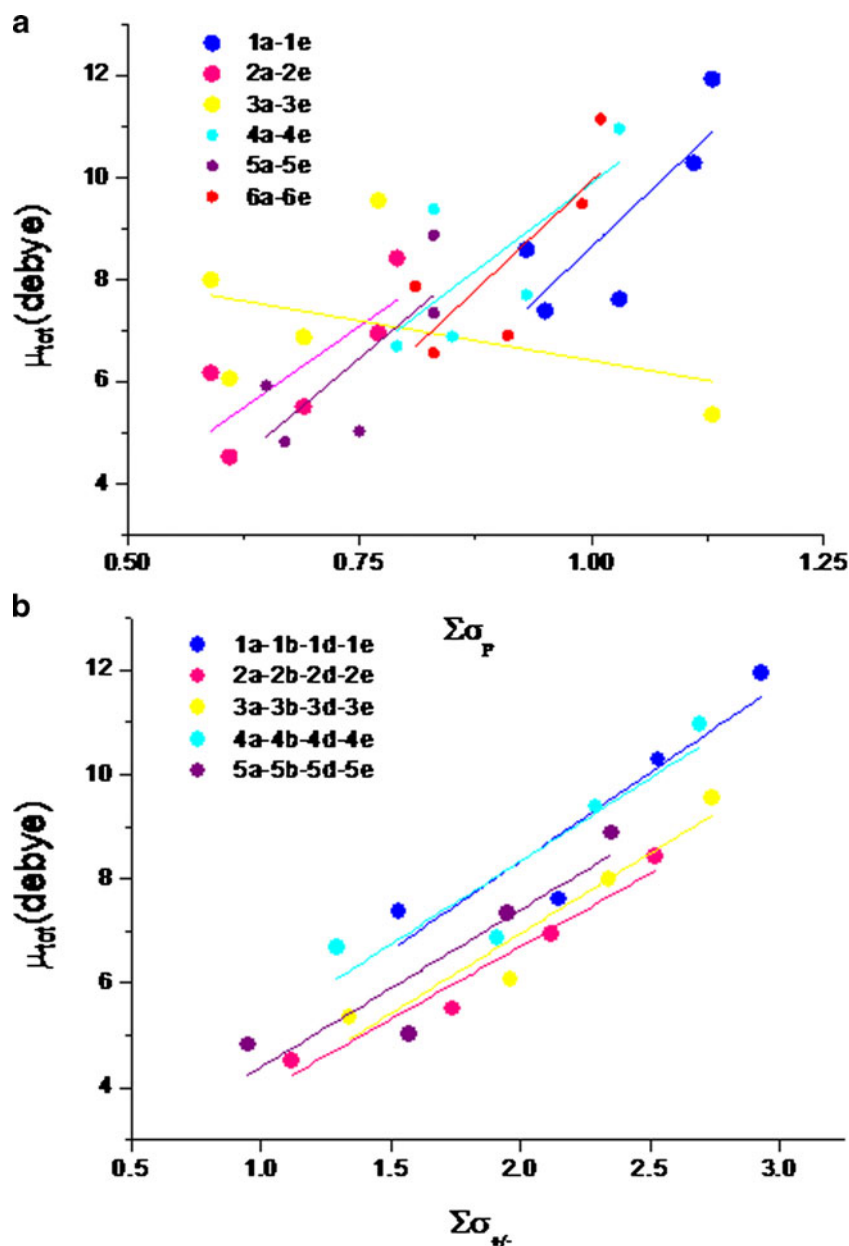 a
1a-1e
2a-2e
3a-3e
4a-4e
5a-5e
6a-6e
12
10
8
6
4
μtot(debye)
0.50 0.75 1.00 1.25
Σσp
b
1a-1b-1d-1e
2a-2b-2d-2e
3a-3b-3d-3e
4a-4b-4d-4e
5a-5b-5d-5e
12
10
8
6
4
μtot(debye)
0.5 1.0 1.5 2.0 2.5 3.0
Σσ